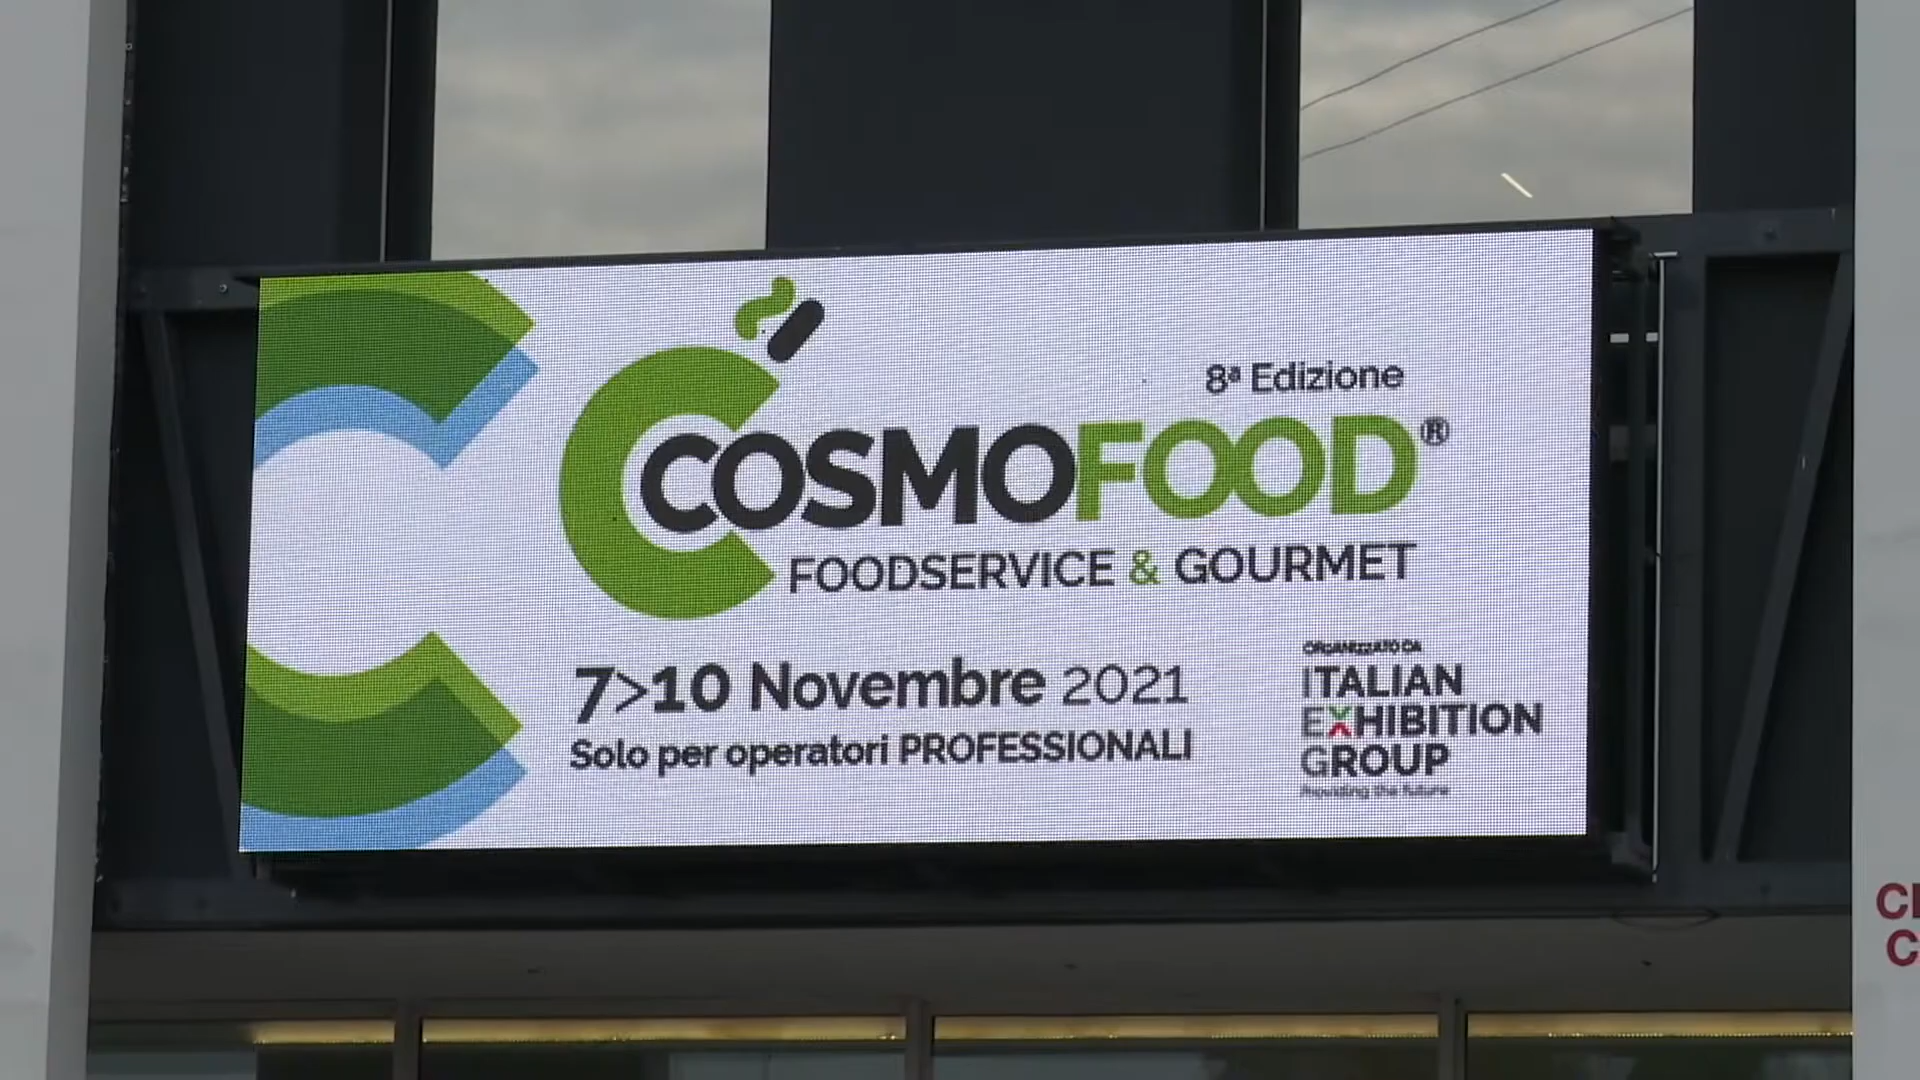 8ª Edizione
COSMOFOOD®
FOODSERVICE & GOURMET
7>10 Novembre 2021
Solo per operatori PROFESSIONALI
ORGANIZZATO DA
ITALIAN
EXHIBITION
GROUP
Providing the future